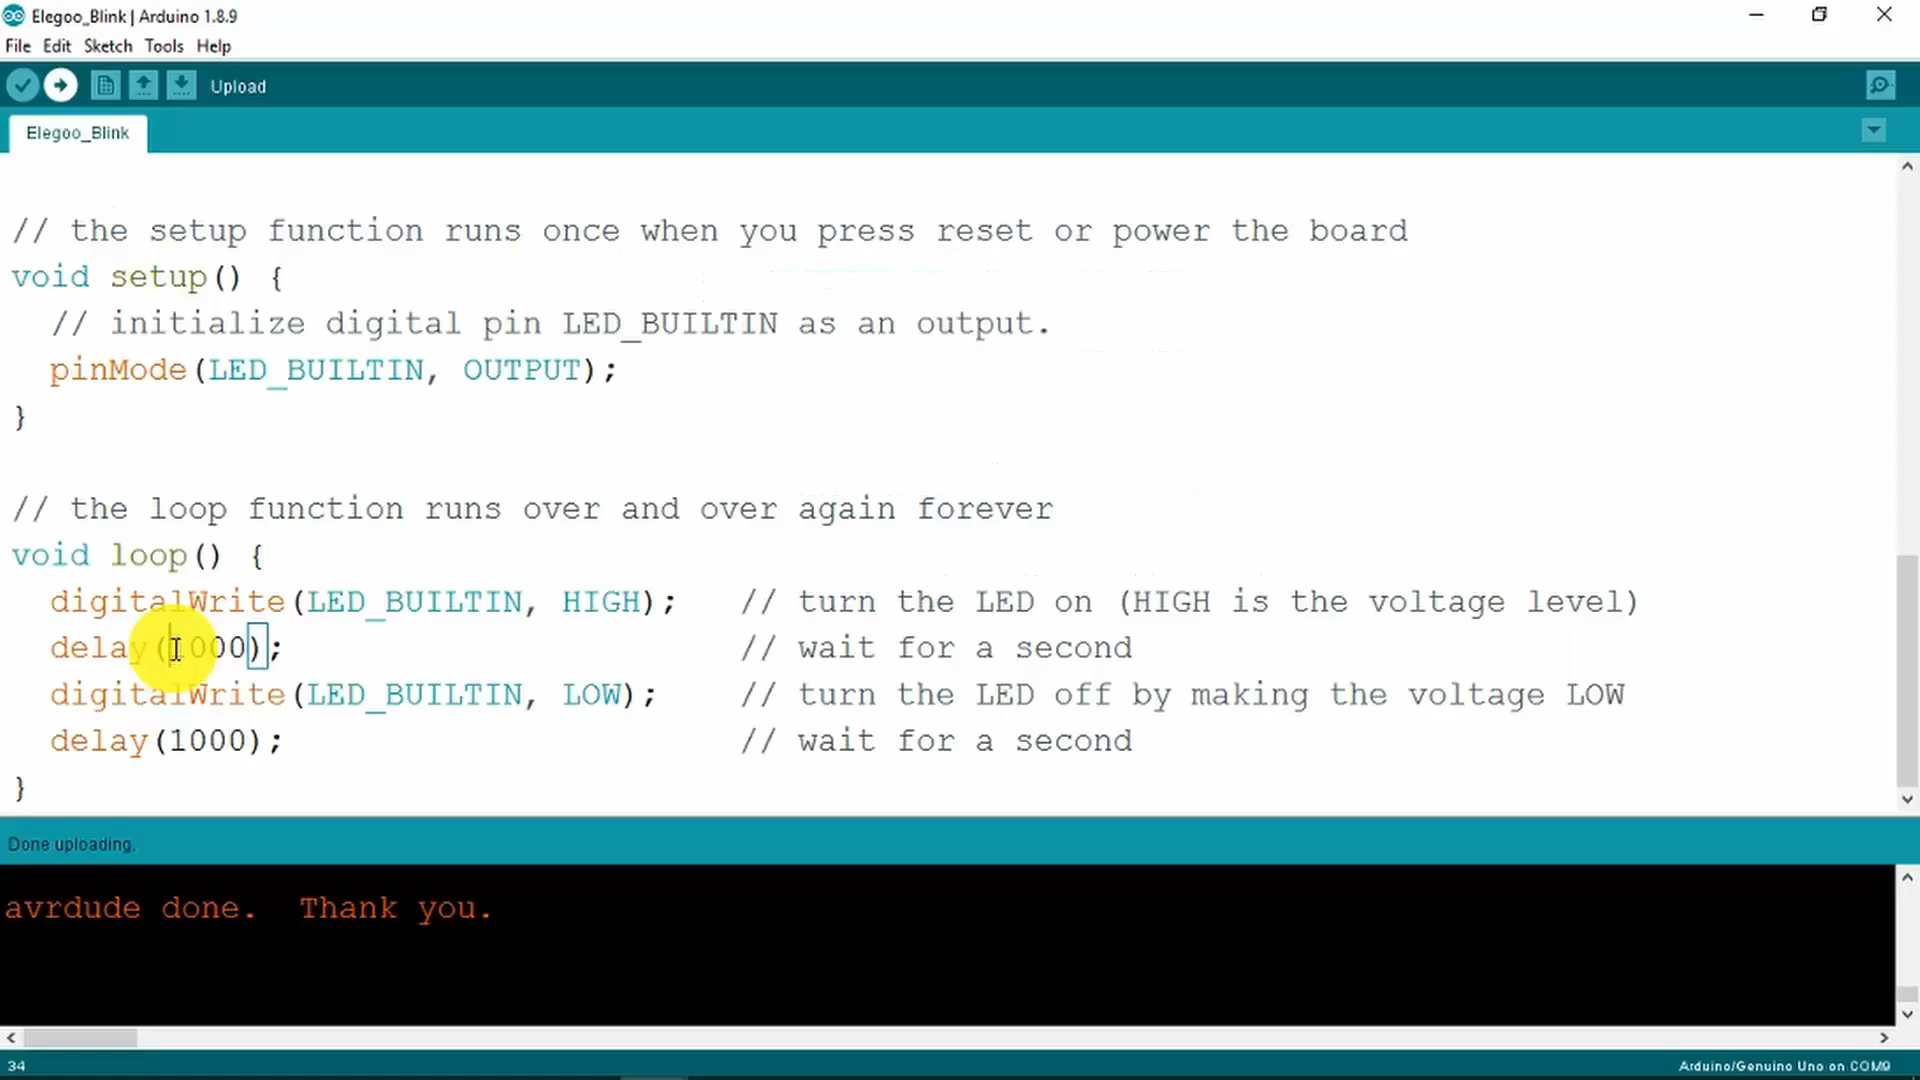 Elegoo_Blink | Arduino 1.8.9
File Edit Sketch Tools Help
Upload
Elegoo_Blink
// the setup function runs once when you press reset or power the board
void setup() {
  // initialize digital pin LED_BUILTIN as an output.
  pinMode(LED_BUILTIN, OUTPUT);
}
// the loop function runs over and over again forever
void loop() {
  digitalWrite(LED_BUILTIN, HIGH);   // turn the LED on (HIGH is the voltage level)
  delay(1000);                       // wait for a second
  digitalWrite(LED_BUILTIN, LOW);    // turn the LED off by making the voltage LOW
  delay(1000);                       // wait for a second
}
Done uploading.
avrdude done.  Thank you.
34
Arduino/Genuino Uno on COM9